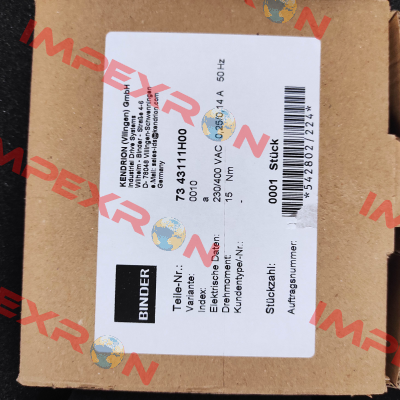 KENDRION (Villingen) GmbH
Industrial Drive Systems
Wilhelm - Binder - Straße 4-6
D- 78048 Villingen-Schwenningen
e.Mail: sales-ids@kendrion.com
Germany
BINDER
Teile-Nr.: 73 43111H00
Variante: 0010
Index: a
Elektrische Daten: 230/400 VAC 0,25/0,14 A 50 Hz
Drehmoment: 15 Nm
Kundentype/-Nr.: -
Stückzahl: 0001 Stück
Auftragsnummer: *542802/224*
IMPEXRON
IMPEXRON
IMPEXRON